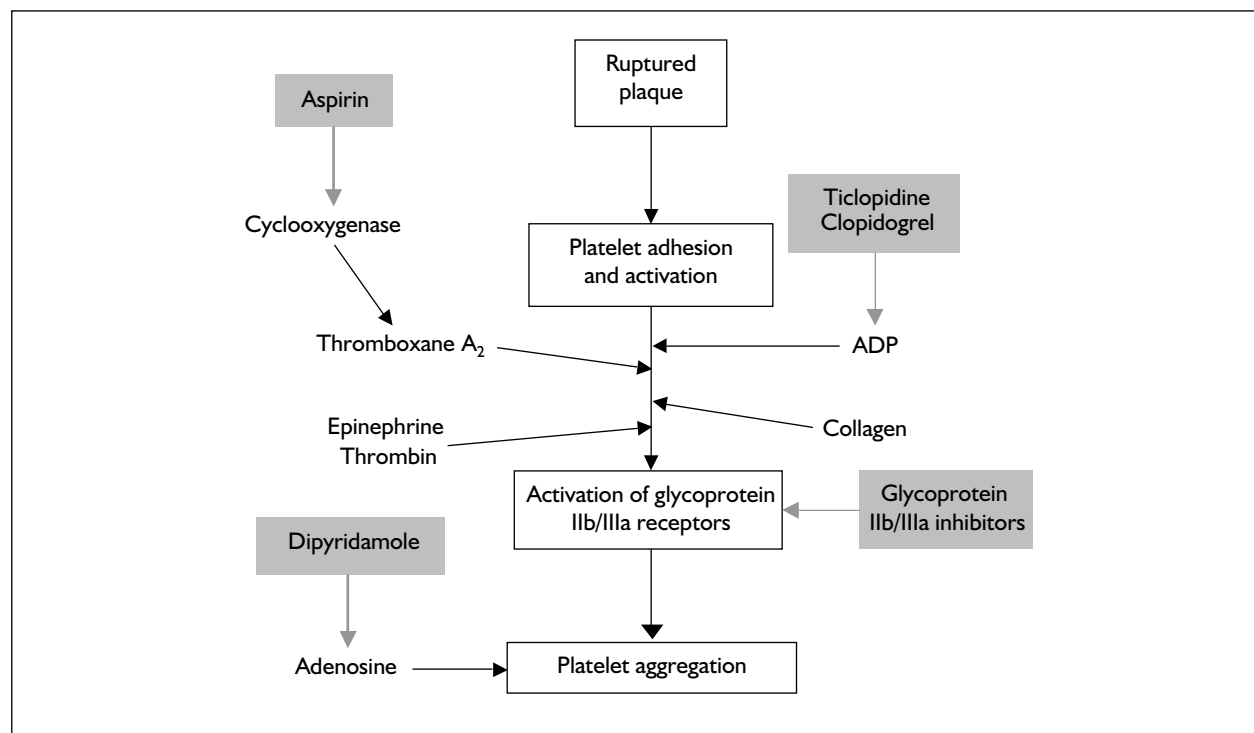 Ruptured
plaque
Aspirin
Ticlopidine
Clopidogrel
Cyclooxygenase
Platelet adhesion
and activation
Thromboxane A₂
ADP
Epinephrine
Thrombin
Collagen
Activation of glycoprotein
IIb/IIIa receptors
Glycoprotein
IIb/IIIa inhibitors
Dipyridamole
Adenosine
Platelet aggregation